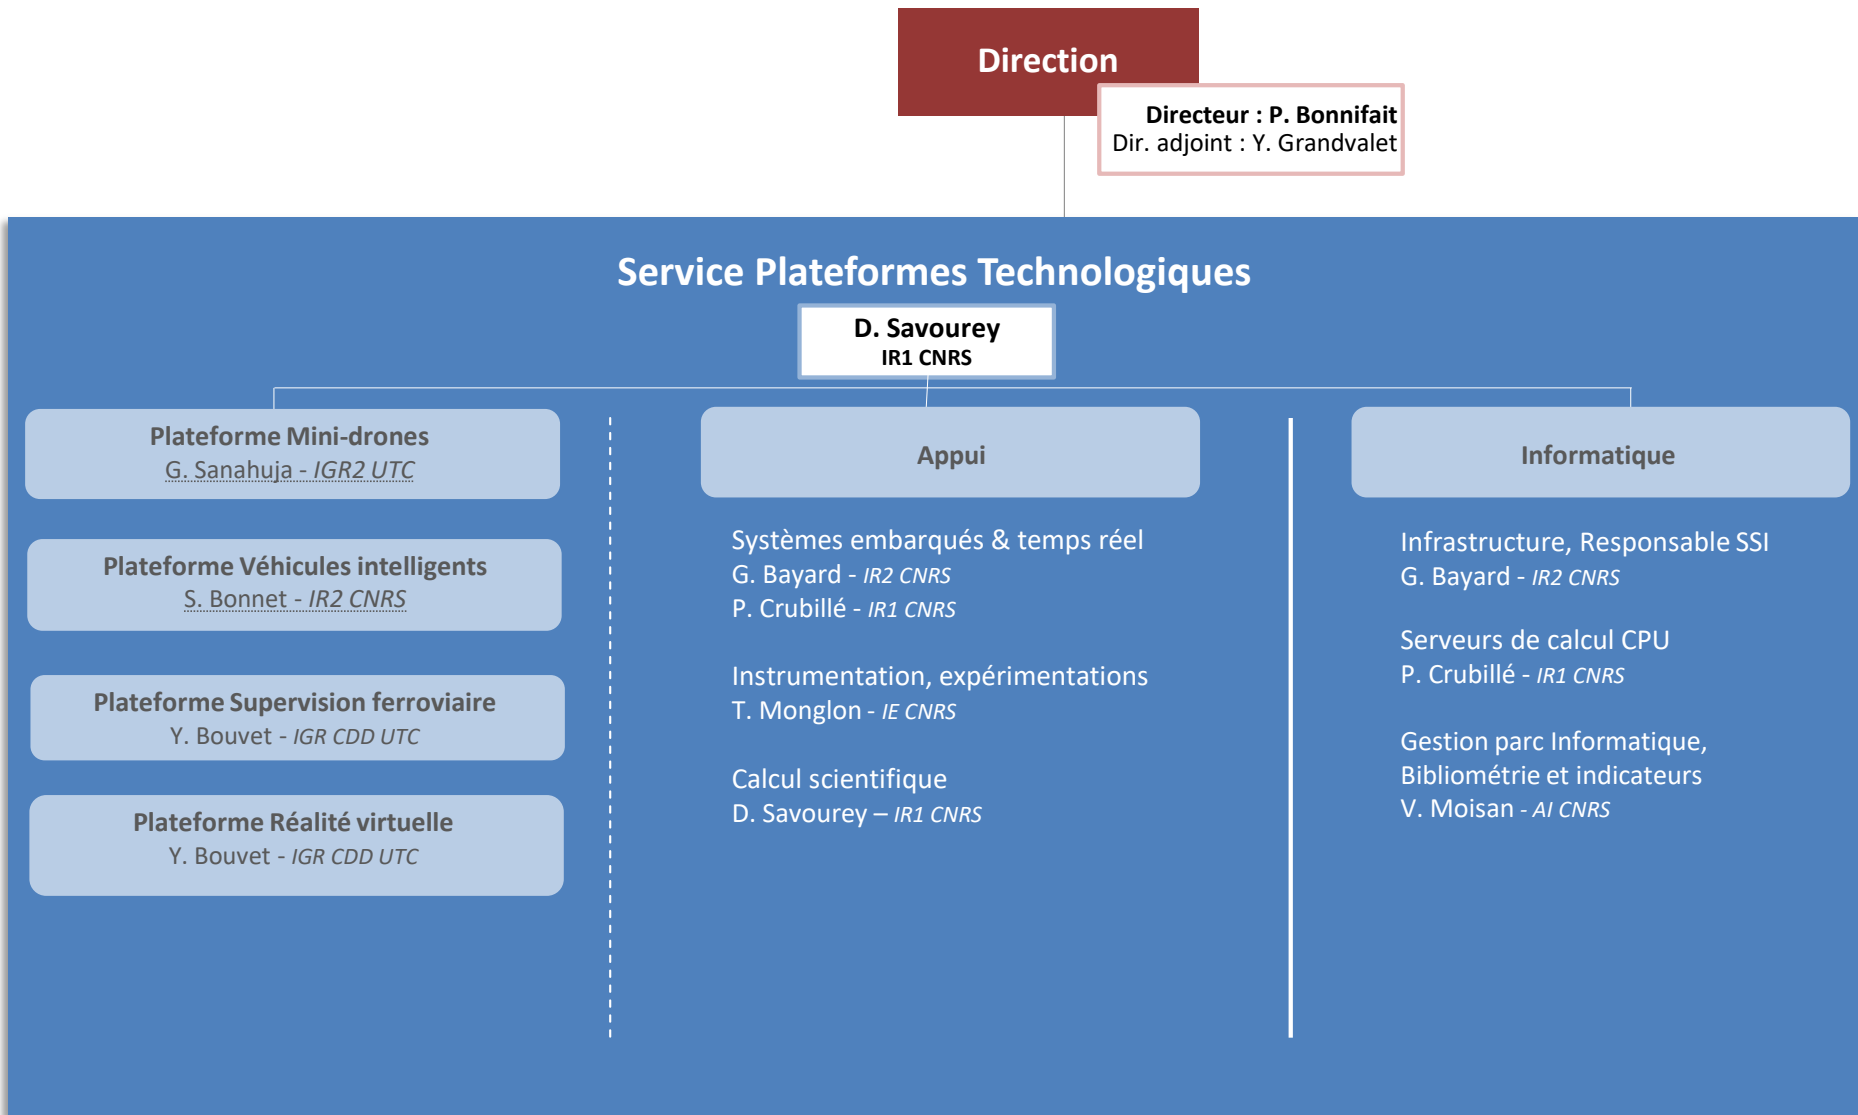 Direction
Directeur : P. Bonnifait
Dir. adjoint : Y. Grandvalet
Service Plateformes Technologiques
D. Savourey
IR1 CNRS
Plateforme Mini-drones
G. Sanahuja - IGR2 UTC
Plateforme Véhicules intelligents
S. Bonnet - IR2 CNRS
Plateforme Supervision ferroviaire
Y. Bouvet - IGR CDD UTC
Plateforme Réalité virtuelle
Y. Bouvet - IGR CDD UTC
Appui
Systèmes embarqués & temps réel
G. Bayard - IR2 CNRS
P. Crubillé - IR1 CNRS
Instrumentation, expérimentations
T. Monglon - IE CNRS
Calcul scientifique
D. Savourey – IR1 CNRS
Informatique
Infrastructure, Responsable SSI
G. Bayard - IR2 CNRS
Serveurs de calcul CPU
P. Crubillé - IR1 CNRS
Gestion parc Informatique,
Bibliométrie et indicateurs
V. Moisan - AI CNRS